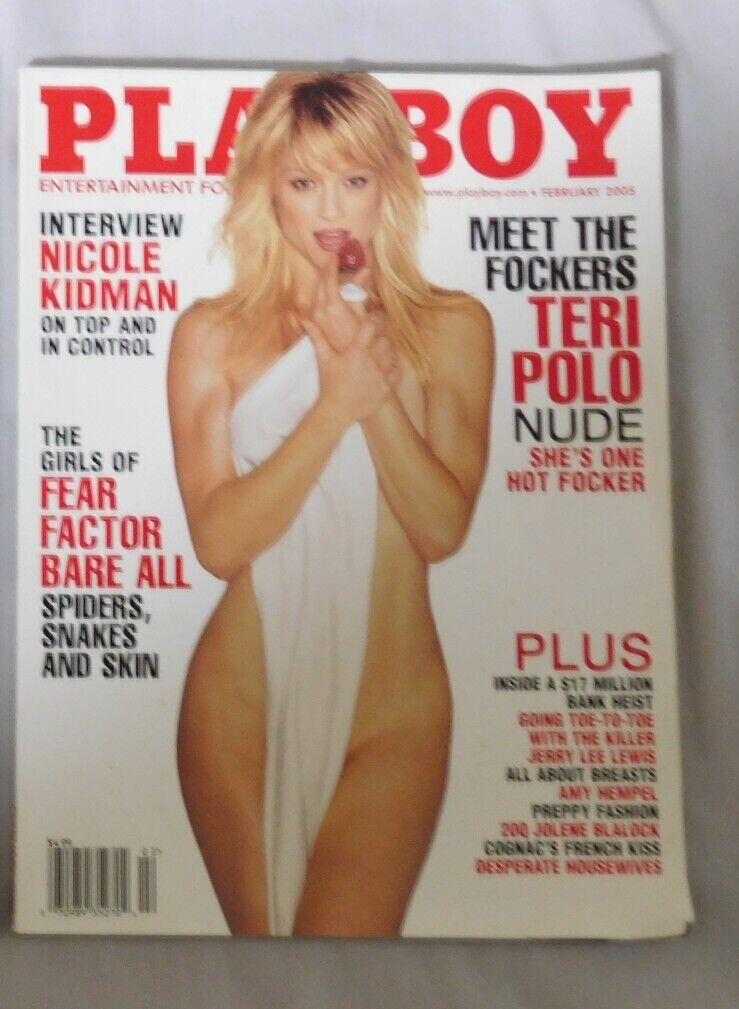 PLAYBOY
ENTERTAINMENT FO
www.playboy.com • FEBRUARY 2005
INTERVIEW
NICOLE
KIDMAN
ON TOP AND
IN CONTROL
THE
GIRLS OF
FEAR
FACTOR
BARE ALL
SPIDERS,
SNAKES
AND SKIN
MEET THE
FOCKERS
TERI
POLO
NUDE
SHE'S ONE
HOT FOCKER
PLUS
INSIDE A $17 MILLION
BANK HEIST
GOING TOE-TO-TOE
WITH THE KILLER
JERRY LEE LEWIS
ALL ABOUT BREASTS
AMY HEMPEL
PREPPY FASHION
20Q JOLENE BLALOCK
COGNAC'S FRENCH KISS
DESPERATE HOUSEWIVES
$4.99